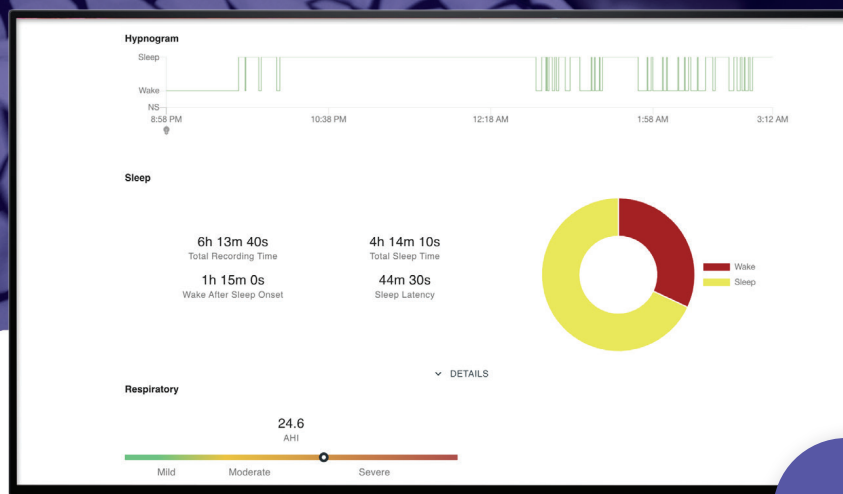 Hypnogram
Sleep
Wake
NS
8:58 PM 10:38 PM 12:18 AM 1:58 AM 3:12 AM
Sleep
6h 13m 40s 4h 14m 10s
Total Recording Time Total Sleep Time
1h 15m 0s 44m 30s
Wake After Sleep Onset Sleep Latency
Wake
Sleep
DETAILS
Respiratory
24.6
AHI
Mild Moderate Severe